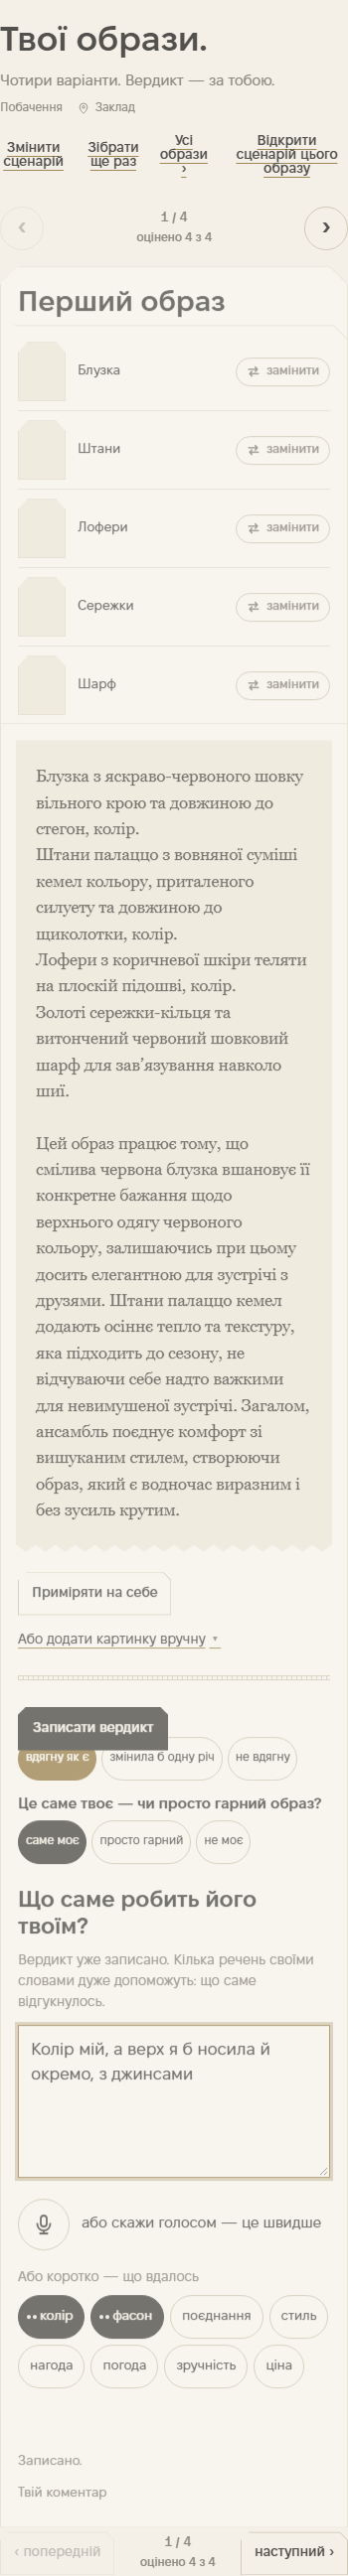 Твої образи.
Чотири варіанти. Вердикт — за тобою.
Побачення Заклад
Змінити сценарій
Зібрати ще раз
Усі образи ›
Відкрити сценарій цього образу
‹
1 / 4
оцінено 4 з 4
›
Перший образ
Блузка ⇄ замінити
Штани ⇄ замінити
Лофери ⇄ замінити
Сережки ⇄ замінити
Шарф ⇄ замінити
Блузка з яскраво-червоного шовку
вільного крою та довжиною до
стегон, колір.
Штани палаццо з вовняної суміші
кемел кольору, приталеного
силуету та довжиною до
щиколотки, колір.
Лофери з коричневої шкіри теляти
на плоскій підошві, колір.
Золоті сережки-кільця та
витончений червоний шовковий
шарф для зав’язування навколо
шиї.
Цей образ працює тому, що
смілива червона блузка вшановує її
конкретне бажання щодо
верхнього одягу червоного
кольору, залишаючись при цьому
досить елегантною для зустрічі з
друзями. Штани палаццо кемел
додають осіннє тепло та текстуру,
яка підходить до сезону, не
відчуваючи себе надто важкими
для невимушеної зустрічі. Загалом,
ансамбль поєднує комфорт зі
вишуканим стилем, створюючи
образ, який є водночас виразним і
без зусиль крутим.
Приміряти на себе
Або додати картинку вручну
Записати вердикт
вдягну як є змінила б одну річ не вдягну
Це саме твоє — чи просто гарний образ?
саме моє просто гарний не моє
Що саме робить його
твоїм?
Вердикт уже записано. Кілька речень своїми
словами дуже допоможуть: що саме
відгукнулось.
Колір мій, а верх я б носила й
окремо, з джинсами
або скажи голосом — це швидше
Або коротко — що вдалось
колір фасон поєднання стиль
нагода погода зручність ціна
Записано.
Твій коментар
‹ попередній
1 / 4
оцінено 4 з 4
наступний ›